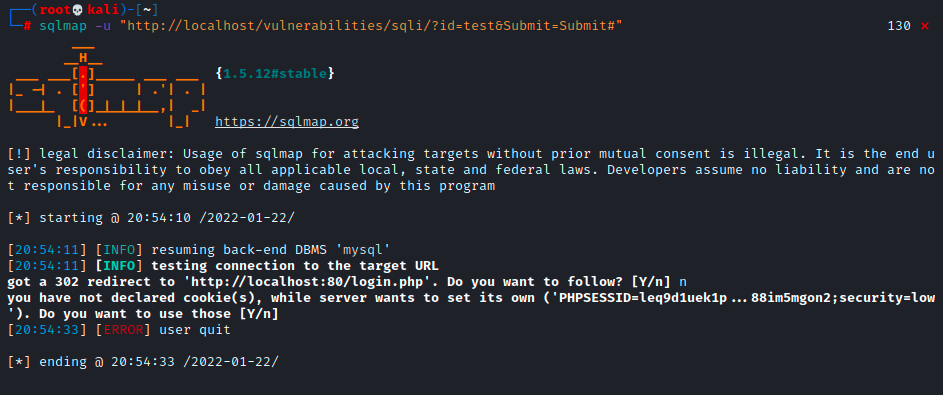 ┌──(root💀kali)-[~]
└─# sqlmap -u "http://localhost/vulnerabilities/sqli/?id=test&Submit=Submit#" 130 ⨯
        ___
       __H__
 ___ ___[.]_____ ___ ___  {1.5.12#stable}
|_ -| . [']     | .'| . |
|___|_  [(]_|_|_|__,|  _|
      |_|V...       |_|   https://sqlmap.org
[!] legal disclaimer: Usage of sqlmap for attacking targets without prior mutual consent is illegal. It is the end u
ser's responsibility to obey all applicable local, state and federal laws. Developers assume no liability and are no
t responsible for any misuse or damage caused by this program
[*] starting @ 20:54:10 /2022-01-22/
[20:54:11] [INFO] resuming back-end DBMS 'mysql'
[20:54:11] [INFO] testing connection to the target URL
got a 302 redirect to 'http://localhost:80/login.php'. Do you want to follow? [Y/n] n
you have not declared cookie(s), while server wants to set its own ('PHPSESSID=leq9d1uek1p...88im5mgon2;security=low
'). Do you want to use those [Y/n]
[20:54:33] [ERROR] user quit
[*] ending @ 20:54:33 /2022-01-22/